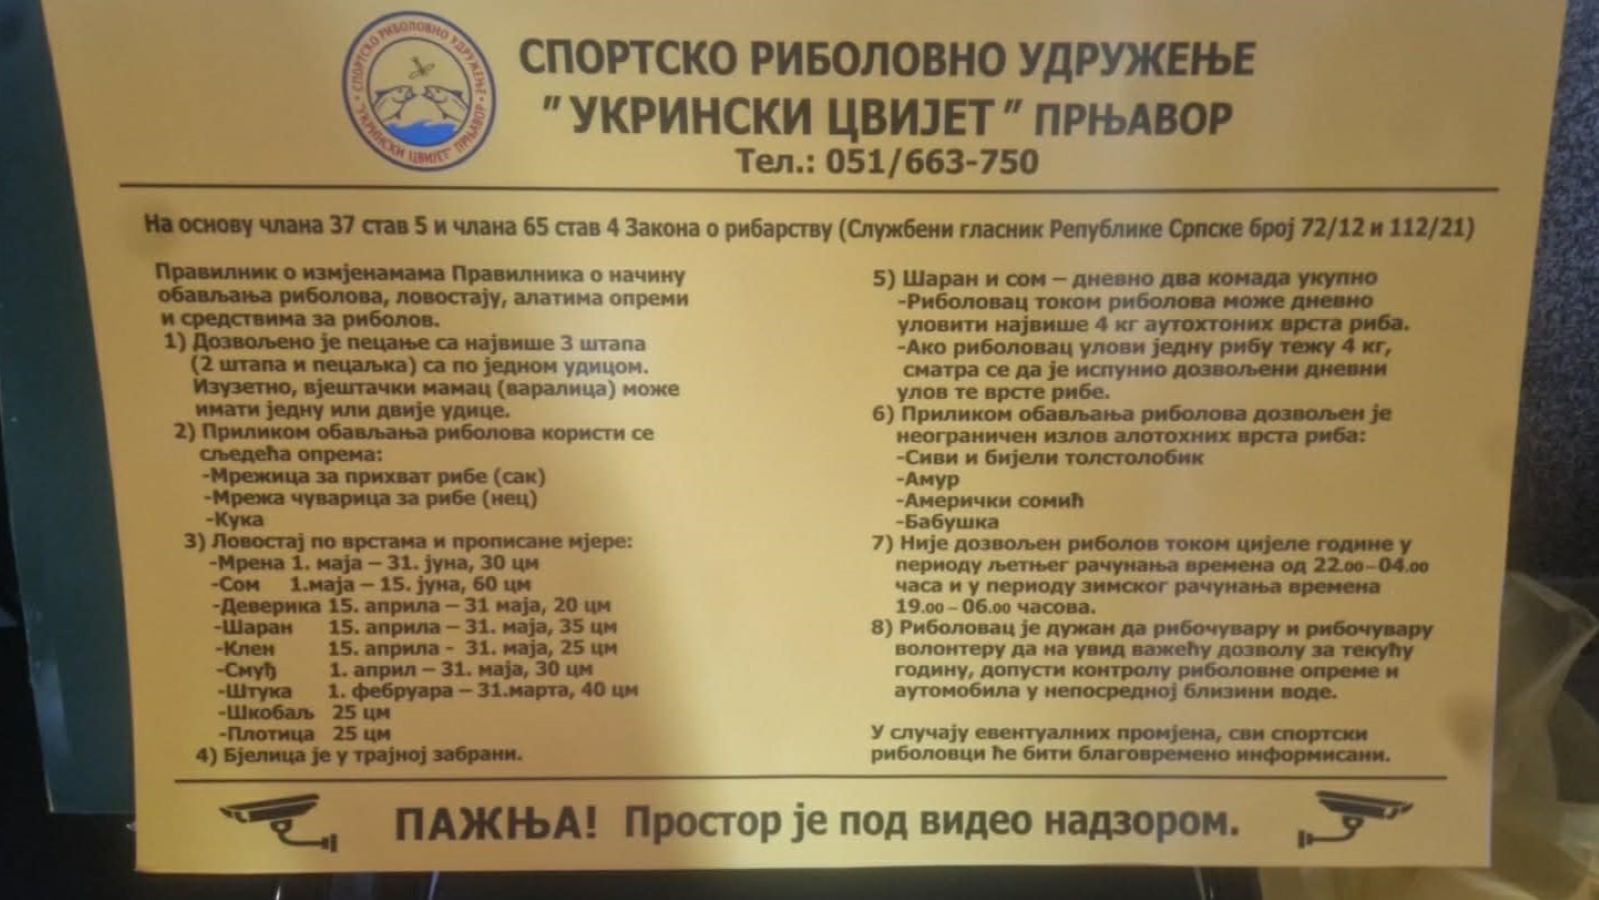 СПОРТСКО РИБОЛОВНО УДРУЖЕЊЕ
"УКРИНСКИ ЦВИЈЕТ" ПРЊАВОР
СПОРТСКО РИБОЛОВНО УДРУЖЕЊЕ
"УКРИНСКИ ЦВИЈЕТ" ПРЊАВОР
Тел.: 051/663-750
На основу члана 37 став 5 и члана 65 став 4 Закона о рибарству (Службени гласник Републике Српске број 72/12 и 112/21)
Правилник о измјенамама Правилника о начину
обављања риболова, ловостају, алатима опреми
и средствима за риболов.
1) Дозвољено је пецање са највише 3 штапа
(2 штапа и пецаљка) са по једном удицом.
Изузетно, вјештачки мамац (варалица) може
имати једну или двије удице.
2) Приликом обављања риболова користи се
сљедећа опрема:
-Мрежица за прихват рибе (сак)
-Мрежа чуварица за рибе (нец)
-Кука
3) Ловостај по врстама и прописане мјере:
-Мрена 1. маја – 31. јуна, 30 цм
-Сом 1.маја – 15. јуна, 60 цм
-Деверика 15. априла – 31 маја, 20 цм
-Шаран 15. априла – 31. маја, 35 цм
-Клен 15. априла - 31. маја, 25 цм
-Смуђ 1. април – 31. маја, 30 цм
-Штука 1. фебруара – 31.марта, 40 цм
-Шкобаљ 25 цм
-Плотица 25 цм
4) Бјелица је у трајној забрани.
5) Шаран и сом – дневно два комада укупно
-Риболовац током риболова може дневно
уловити највише 4 кг аутохтоних врста риба.
-Ако риболовац улови једну рибу тежу 4 кг,
сматра се да је испунио дозвољени дневни
улов те врсте рибе.
6) Приликом обављања риболова дозвољен је
неограничен излов алотохних врста риба:
-Сиви и бијели толстолобик
-Амур
-Амерички сомић
-Бабушка
7) Није дозвољен риболов током цијеле године у
периоду љетњег рачунања времена од 22.00–04.00
часа и у периоду зимског рачунања времена
19.00 – 06.00 часова.
8) Риболовац је дужан да рибочувару и рибочувару
волонтеру да на увид важећу дозволу за текућу
годину, допусти контролу риболовне опреме и
аутомобила у непосредној близини воде.
У случају евентуалних промјена, сви спортски
риболовци ће бити благовремено информисани.
ПАЖЊА! Простор је под видео надзором.